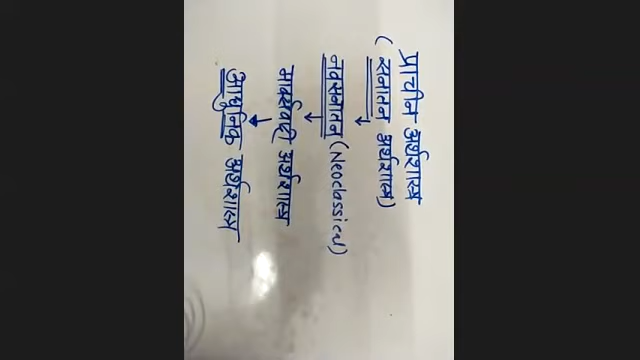 प्राचीन अर्थशास्त्र
(सनातन अर्थशास्त्र)
↓
नवसनातन (Neoclassical)
↓
मार्क्सवादी अर्थशास्त्र
↓
आधुनिक अर्थशास्त्र